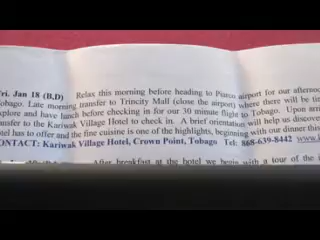 Fri. Jan 18 (B,D) Relax this morning before heading to Piarco airport for our afternoo
Tobago. Late morning transfer to Trincity Mall (close the airport) where there will be tim
explore and have lunch before checking in for our 30 minute flight to Tobago. Upon arri
transfer to the Kariwak Village Hotel to check in. A brief orientation will help us discover
hotel has to offer and the fine cuisine is one of the highlights, beginning with our dinner this
CONTACT: Kariwak Village Hotel, Crown Point, Tobago Tel: 868-639-8442
After breakfast at the hotel we begin with a tour of the i